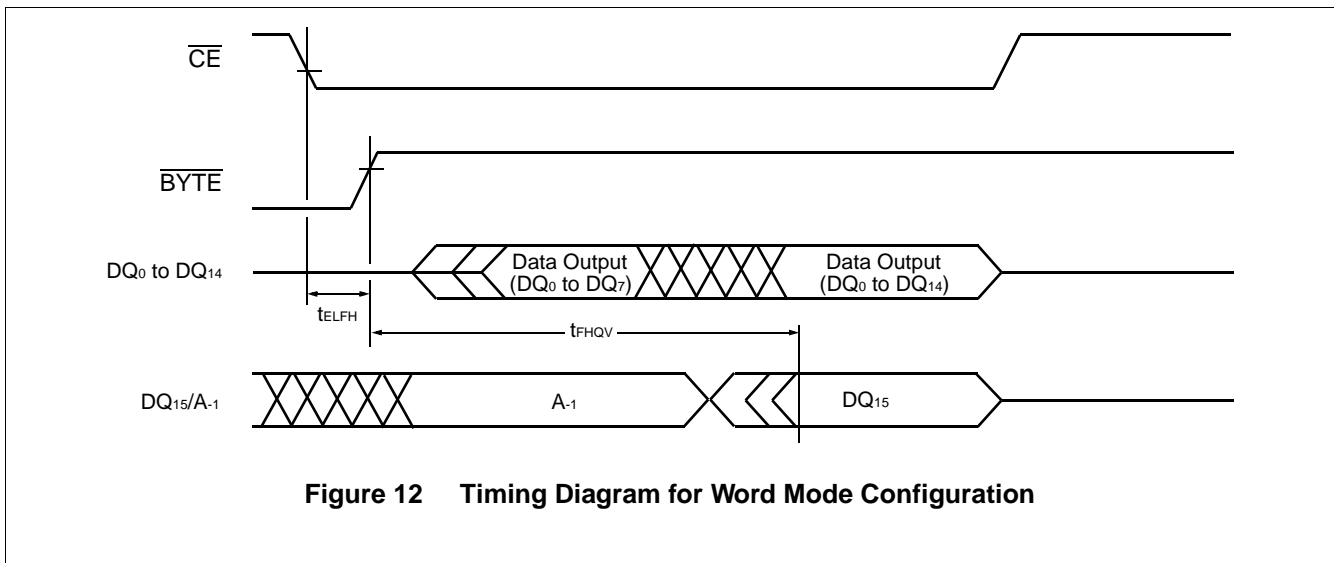 CE
BYTE
DQ0 to DQ14
Data Output
(DQ0 to DQ7)
Data Output
(DQ0 to DQ14)
tELFH
tFHQV
DQ15/A-1
A-1
DQ15
Figure 12 Timing Diagram for Word Mode Configuration